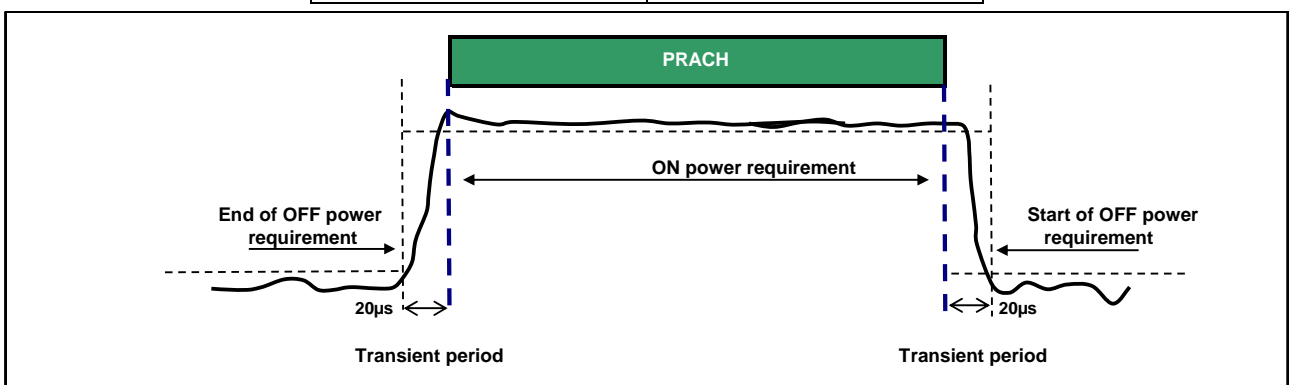 PRACH
ON power requirement
End of OFF power
requirement
Start of OFF power
requirement
20µs
20µs
Transient period
Transient period